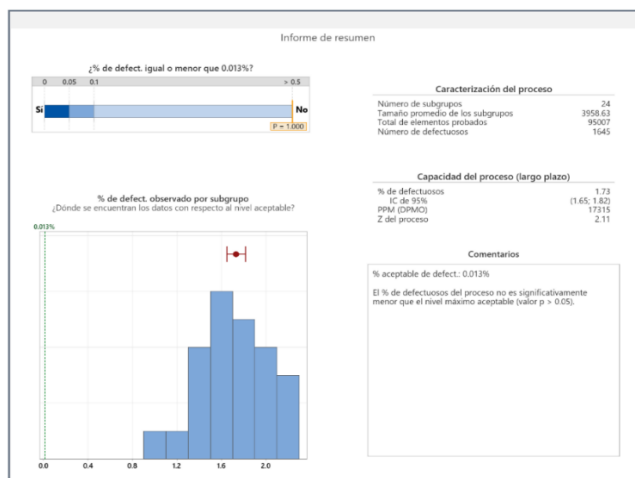 Informe de resumen
¿% de defect. igual o menor que 0.013%?
0 0.05 0.1 > 0.5
Sí No
P = 1.000
Caracterización del proceso
Número de subgrupos 24
Tamaño promedio de los subgrupos 3958.63
Total de elementos probados 95007
Número de defectuosos 1645
Capacidad del proceso (largo plazo)
% de defectuosos 1.73
IC de 95% (1.65; 1.82)
PPM (DPMO) 17315
Z del proceso 2.11
% de defect. observado por subgrupo
¿Dónde se encuentran los datos con respecto al nivel aceptable?
0.013%
0.0 0.4 0.8 1.2 1.6 2.0
Comentarios
% aceptable de defect.: 0.013%
El % de defectuosos del proceso no es significativamente
menor que el nivel máximo aceptable (valor p > 0.05).